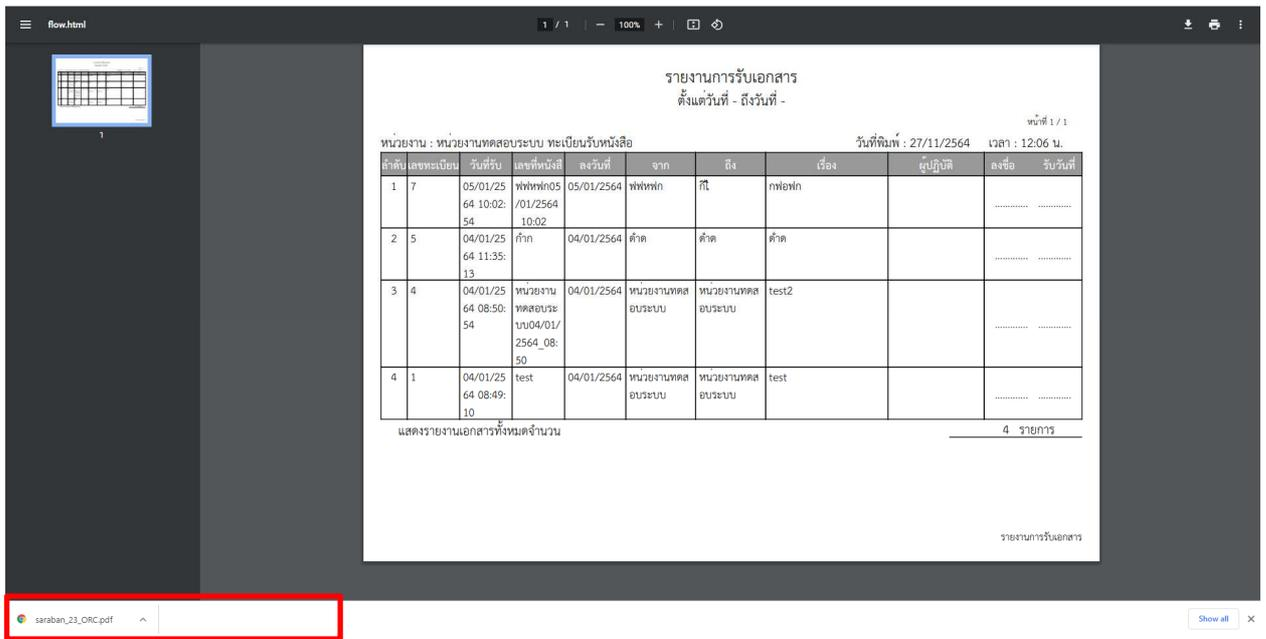 flow.html
1 / 1
100%
1
รายงานการรับเอกสาร
ตั้งแต่วันที่ - ถึงวันที่ -
หน้าที่ 1 / 1
หน่วยงาน : หน่วยงานทดสอบระบบ ทะเบียนรับหนังสือ วันที่พิมพ์ : 27/11/2564 เวลา : 12:06 น.
ลำดับ เลขทะเบียน วันที่รับ เลขที่หนังสื ลงวันที่ จาก ถึง เรื่อง ผู้ปฏิบัติ ลงชื่อ รับวันที่
1 7 05/01/25 ฟฟหฟก05 05/01/2564 ฟฟหฟก กีไ กฟอฟก
64 10:02: /01/2564
54 10:02
2 5 04/01/25 กำก 04/01/2564 ดำด ดำด ดำด
64 11:35:
13
3 4 04/01/25 หน่วยงาน 04/01/2564 หน่วยงานทดส หน่วยงานทดส test2
64 08:50: ทดสอบระ อบระบบ อบระบบ
54 บบ04/01/
2564_08:
50
4 1 04/01/25 test 04/01/2564 หน่วยงานทดส หน่วยงานทดส test
64 08:49: อบระบบ อบระบบ
10
แสดงรายงานเอกสารทั้งหมดจำนวน 4 รายการ
รายงานการรับเอกสาร
saraban_23_ORC.pdf
Show all